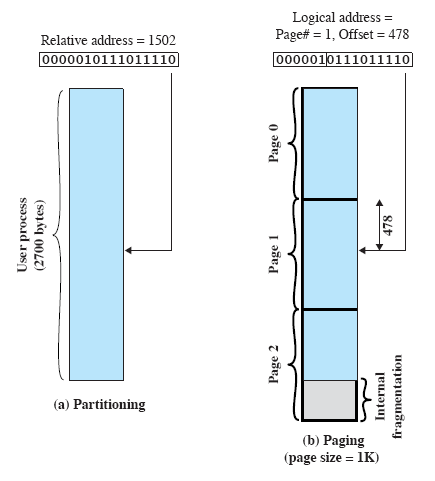 Relative address = 1502
0000010111011110
User process
(2700 bytes)
(a) Partitioning
Logical address =
Page# = 1, Offset = 478
0000010111011110
Page 0
Page 1
Page 2
478
Internal
fragmentation
(b) Paging
(page size = 1K)